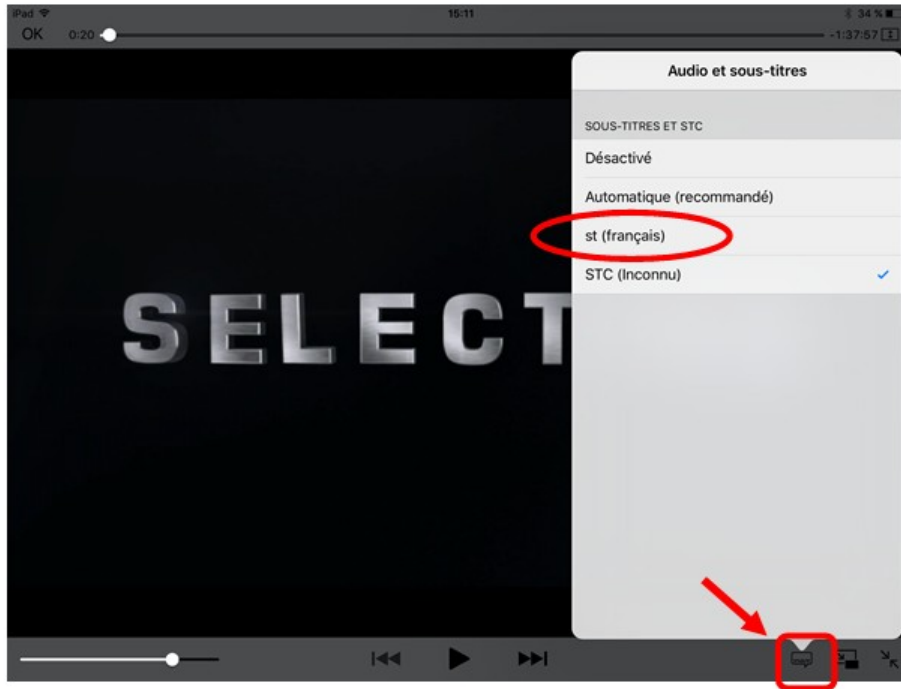 iPad 15:11 34 %
OK 0:20 -1:37:57
Audio et sous-titres
SOUS-TITRES ET STC
Désactivé
Automatique (recommandé)
st (français)
STC (Inconnu)
SELECT